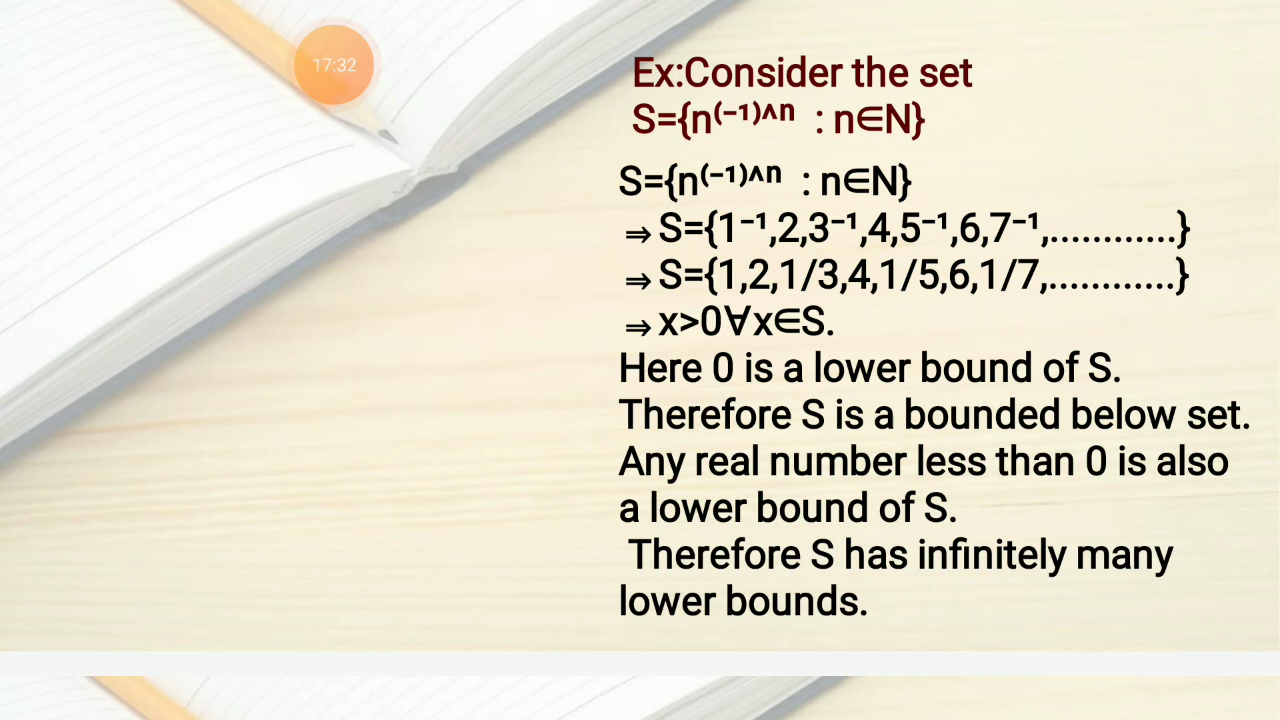 17:32
Ex:Consider the set
S={n⁽⁻¹⁾^ⁿ : n∈N}
S={n⁽⁻¹⁾^ⁿ : n∈N}
⇒ S={1⁻¹,2,3⁻¹,4,5⁻¹,6,7⁻¹,............}
⇒ S={1,2,1/3,4,1/5,6,1/7,............}
⇒ x>0∀x∈S.
Here 0 is a lower bound of S.
Therefore S is a bounded below set.
Any real number less than 0 is also
a lower bound of S.
Therefore S has infinitely many
lower bounds.